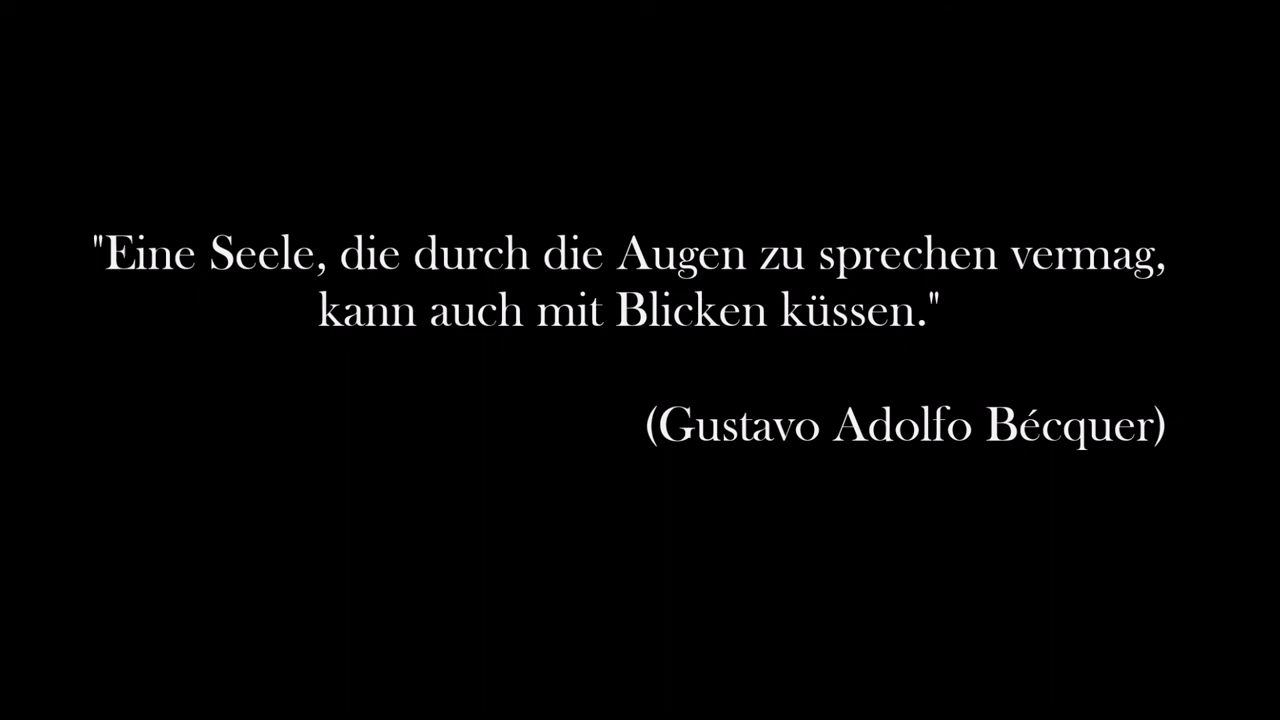 "Eine Seele, die durch die Augen zu sprechen vermag,
kann auch mit Blicken küssen."
(Gustavo Adolfo Bécquer)